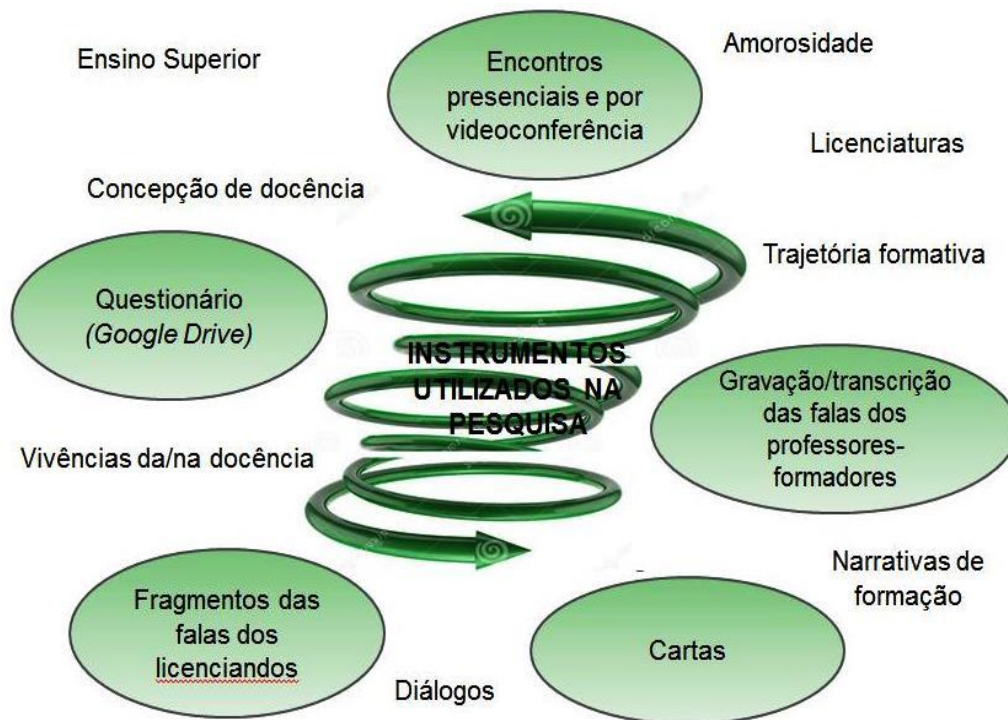 Ensino Superior
Encontros
presenciais e por
videoconferência
Amorosidade
Licenciaturas
Concepção de docência
Trajetória formativa
Questionário
(Google Drive)
INSTRUMENTOS
UTILIZADOS NA
PESQUISA
Gravação/transcrição
das falas dos
professores-
formadores
Vivências da/na docência
Narrativas de
formação
Fragmentos das
falas dos
licenciandos
Cartas
Diálogos